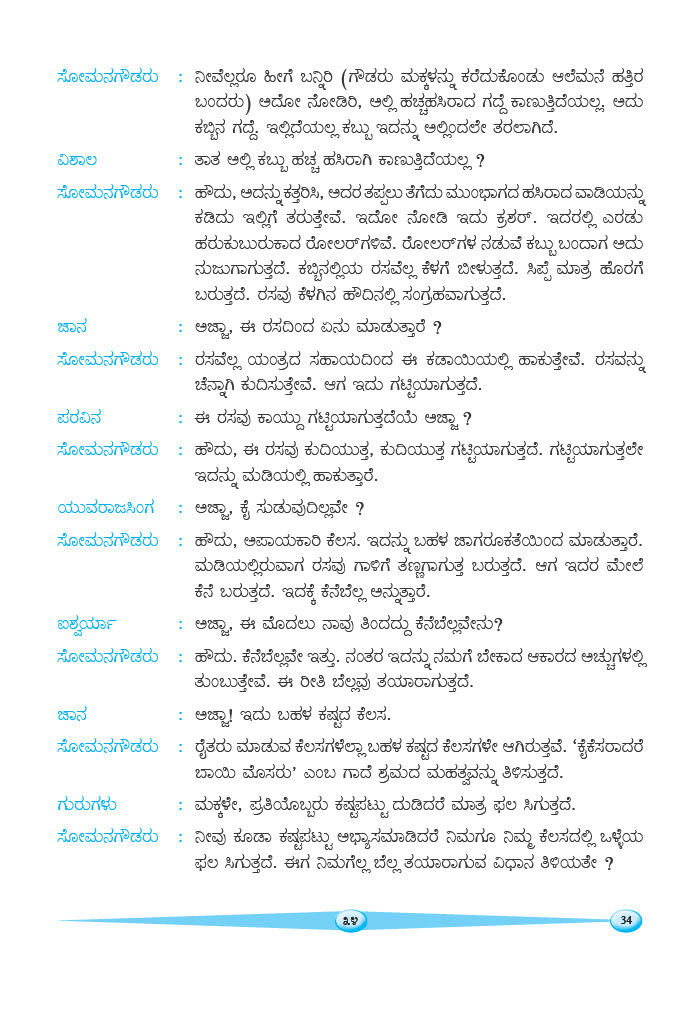 ಸೋಮನಗೌಡರು : ನೀವೆಲ್ಲರೂ ಹೀಗೆ ಬನ್ನಿರಿ (ಗೌಡರು ಮಕ್ಕಳನ್ನು ಕರೆದುಕೊಂಡು ಆಲೆಮನೆ ಹತ್ತಿರ
ಬಂದರು) ಅದೋ ನೋಡಿರಿ, ಅಲ್ಲಿ ಹಚ್ಚಹಸಿರಾದ ಗದ್ದೆ ಕಾಣುತ್ತಿದೆಯಲ್ಲ. ಅದು
ಕಬ್ಬಿನ ಗದ್ದೆ. ಇಲ್ಲಿದೆಯಲ್ಲ ಕಬ್ಬು ಇದನ್ನು ಅಲ್ಲಿಂದಲೇ ತರಲಾಗಿದೆ.
ವಿಶಾಲ : ತಾತ ಅಲ್ಲಿ ಕಬ್ಬು ಹಚ್ಚ ಹಸಿರಾಗಿ ಕಾಣುತ್ತಿದೆಯಲ್ಲ ?
ಸೋಮನಗೌಡರು : ಹೌದು, ಅದನ್ನು ಕತ್ತರಿಸಿ, ಅದರ ತಪ್ಪಲು ತೆಗೆದು ಮುಂಭಾಗದ ಹಸಿರಾದ ವಾಡಿಯನ್ನು
ಕಡಿದು ಇಲ್ಲಿಗೆ ತರುತ್ತೇವೆ. ಇದೋ ನೋಡಿ ಇದು ಕ್ರಶರ್. ಇದರಲ್ಲಿ ಎರಡು
ಹರುಕುಬುರುಕಾದ ರೋಲರ್‌ಗಳಿವೆ. ರೋಲರ್‌ಗಳ ನಡುವೆ ಕಬ್ಬು ಬಂದಾಗ ಅದು
ನುಜುಗಾಗುತ್ತದೆ. ಕಬ್ಬಿನಲ್ಲಿಯ ರಸವೆಲ್ಲ ಕೆಳಗೆ ಬೀಳುತ್ತದೆ. ಸಿಪ್ಪೆ ಮಾತ್ರ ಹೊರಗೆ
ಬರುತ್ತದೆ. ರಸವು ಕೆಳಗಿನ ಹೌದಿನಲ್ಲಿ ಸಂಗ್ರಹವಾಗುತ್ತದೆ.
ಜಾನ : ಅಜ್ಜಾ, ಈ ರಸದಿಂದ ಏನು ಮಾಡುತ್ತಾರೆ ?
ಸೋಮನಗೌಡರು : ರಸವೆಲ್ಲ ಯಂತ್ರದ ಸಹಾಯದಿಂದ ಈ ಕಡಾಯಿಯಲ್ಲಿ ಹಾಕುತ್ತೇವೆ. ರಸವನ್ನು
ಚೆನ್ನಾಗಿ ಕುದಿಸುತ್ತೇವೆ. ಆಗ ಇದು ಗಟ್ಟಿಯಾಗುತ್ತದೆ.
ಪರವಿನ : ಈ ರಸವು ಕಾಯ್ದು ಗಟ್ಟಿಯಾಗುತ್ತದೆಯೆ ಅಜ್ಜಾ ?
ಸೋಮನಗೌಡರು : ಹೌದು, ಈ ರಸವು ಕುದಿಯುತ್ತ, ಕುದಿಯುತ್ತ ಗಟ್ಟಿಯಾಗುತ್ತದೆ. ಗಟ್ಟಿಯಾಗುತ್ತಲೇ
ಇದನ್ನು ಮಡಿಯಲ್ಲಿ ಹಾಕುತ್ತಾರೆ.
ಯುವರಾಜಸಿಂಗ : ಅಜ್ಜಾ, ಕೈ ಸುಡುವುದಿಲ್ಲವೇ ?
ಸೋಮನಗೌಡರು : ಹೌದು, ಅಪಾಯಕಾರಿ ಕೆಲಸ. ಇದನ್ನು ಬಹಳ ಜಾಗರೂಕತೆಯಿಂದ ಮಾಡುತ್ತಾರೆ.
ಮಡಿಯಲ್ಲಿರುವಾಗ ರಸವು ಗಾಳಿಗೆ ತಣ್ಣಗಾಗುತ್ತ ಬರುತ್ತದೆ. ಆಗ ಇದರ ಮೇಲೆ
ಕೆನೆ ಬರುತ್ತದೆ. ಇದಕ್ಕೆ ಕೆನೆಬೆಲ್ಲ ಅನ್ನುತ್ತಾರೆ.
ಐಶ್ವರ್ಯಾ : ಅಜ್ಜಾ, ಈ ಮೊದಲು ನಾವು ತಿಂದದ್ದು ಕೆನೆಬೆಲ್ಲವೇನು?
ಸೋಮನಗೌಡರು : ಹೌದು. ಕೆನೆಬೆಲ್ಲವೇ ಇತ್ತು. ನಂತರ ಇದನ್ನು ನಮಗೆ ಬೇಕಾದ ಆಕಾರದ ಅಚ್ಚುಗಳಲ್ಲಿ
ತುಂಬುತ್ತೇವೆ. ಈ ರೀತಿ ಬೆಲ್ಲವು ತಯಾರಾಗುತ್ತದೆ.
ಜಾನ : ಅಜ್ಜಾ! ಇದು ಬಹಳ ಕಷ್ಟದ ಕೆಲಸ.
ಸೋಮನಗೌಡರು : ರೈತರು ಮಾಡುವ ಕೆಲಸಗಳೆಲ್ಲಾ ಬಹಳ ಕಷ್ಟದ ಕೆಲಸಗಳೇ ಆಗಿರುತ್ತವೆ. ‘ಕೈಕೆಸರಾದರೆ
ಬಾಯಿ ಮೊಸರು’ ಎಂಬ ಗಾದೆ ಶ್ರಮದ ಮಹತ್ವವನ್ನು ತಿಳಿಸುತ್ತದೆ.
ಗುರುಗಳು : ಮಕ್ಕಳೇ, ಪ್ರತಿಯೊಬ್ಬರು ಕಷ್ಟಪಟ್ಟು ದುಡಿದರೆ ಮಾತ್ರ ಫಲ ಸಿಗುತ್ತದೆ.
ಸೋಮನಗೌಡರು : ನೀವು ಕೂಡಾ ಕಷ್ಟಪಟ್ಟು ಅಭ್ಯಾಸಮಾಡಿದರೆ ನಿಮಗೂ ನಿಮ್ಮ ಕೆಲಸದಲ್ಲಿ ಒಳ್ಳೆಯ
ಫಲ ಸಿಗುತ್ತದೆ. ಈಗ ನಿಮಗೆಲ್ಲ ಬೆಲ್ಲ ತಯಾರಾಗುವ ವಿಧಾನ ತಿಳಿಯತೇ ?
೩೪ 34